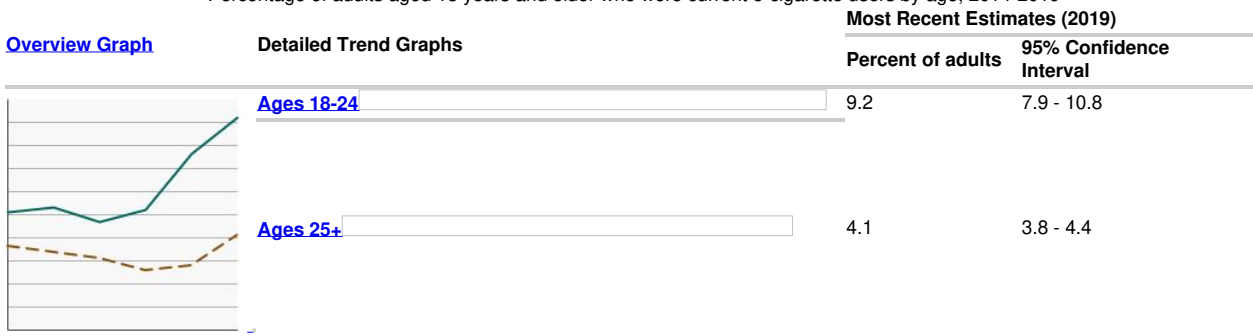 Most Recent Estimates (2019)
Overview Graph Detailed Trend Graphs
Percent of adults 95% Confidence Interval
Ages 18-24 9.2 7.9 - 10.8
Ages 25+ 4.1 3.8 - 4.4